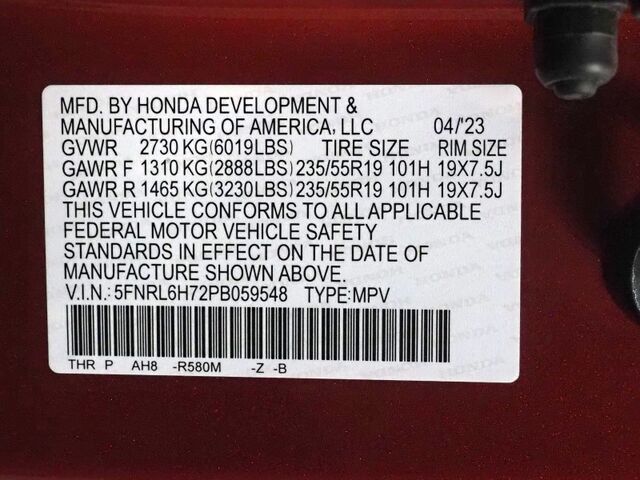 MFD. BY HONDA DEVELOPMENT &
MANUFACTURING OF AMERICA, LLC 04/'23
GVWR 2730 KG(6019LBS) TIRE SIZE RIM SIZE
GAWR F 1310 KG(2888LBS) 235/55R19 101H 19X7.5J
GAWR R 1465 KG(3230LBS) 235/55R19 101H 19X7.5J
THIS VEHICLE CONFORMS TO ALL APPLICABLE
FEDERAL MOTOR VEHICLE SAFETY
STANDARDS IN EFFECT ON THE DATE OF
MANUFACTURE SHOWN ABOVE.
V.I.N.: 5FNRL6H72PB059548 TYPE:MPV
THR P AH8 -R580M -Z -B